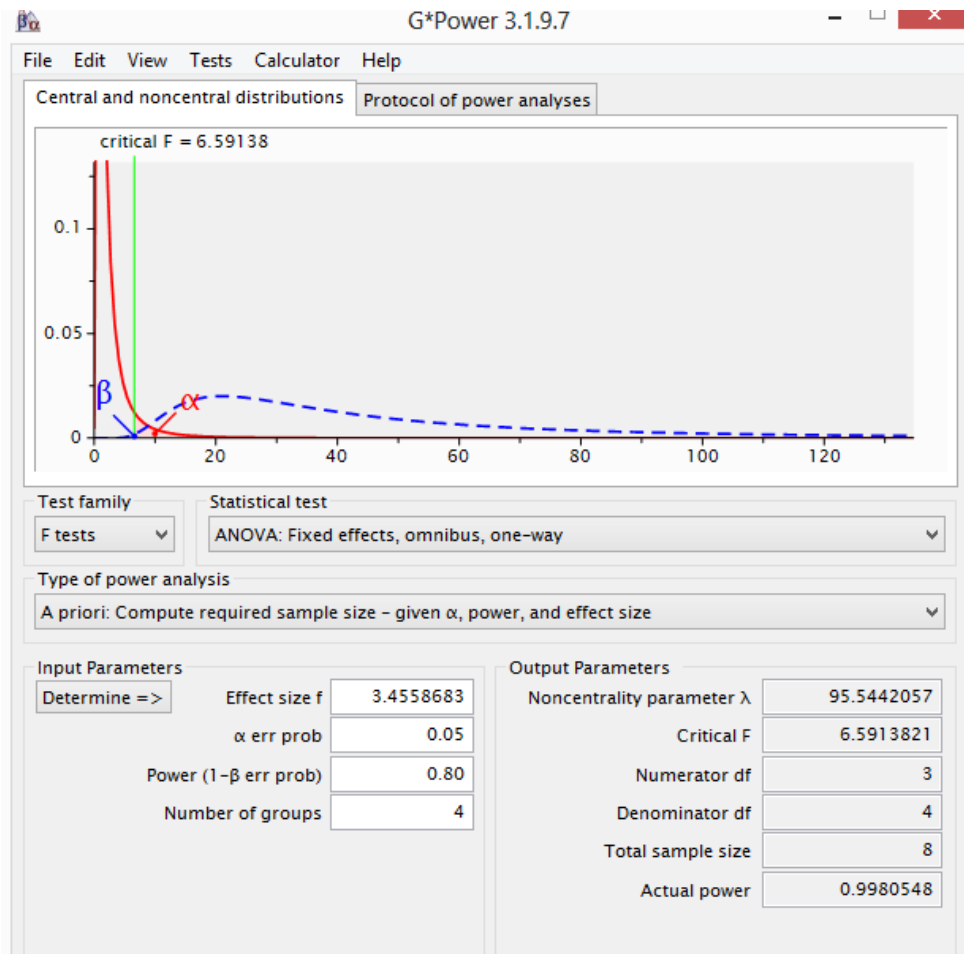 βα G*Power 3.1.9.7
File Edit View Tests Calculator Help
Central and noncentral distributions Protocol of power analyses
critical F = 6.59138
0.1
0.05
β α
0
0 20 40 60 80 100 120
Test family Statistical test
F tests ANOVA: Fixed effects, omnibus, one-way
Type of power analysis
A priori: Compute required sample size – given α, power, and effect size
Input Parameters Output Parameters
Determine => Effect size f 3.4558683 Noncentrality parameter λ 95.5442057
α err prob 0.05 Critical F 6.5913821
Power (1-β err prob) 0.80 Numerator df 3
Number of groups 4 Denominator df 4
Total sample size 8
Actual power 0.9980548